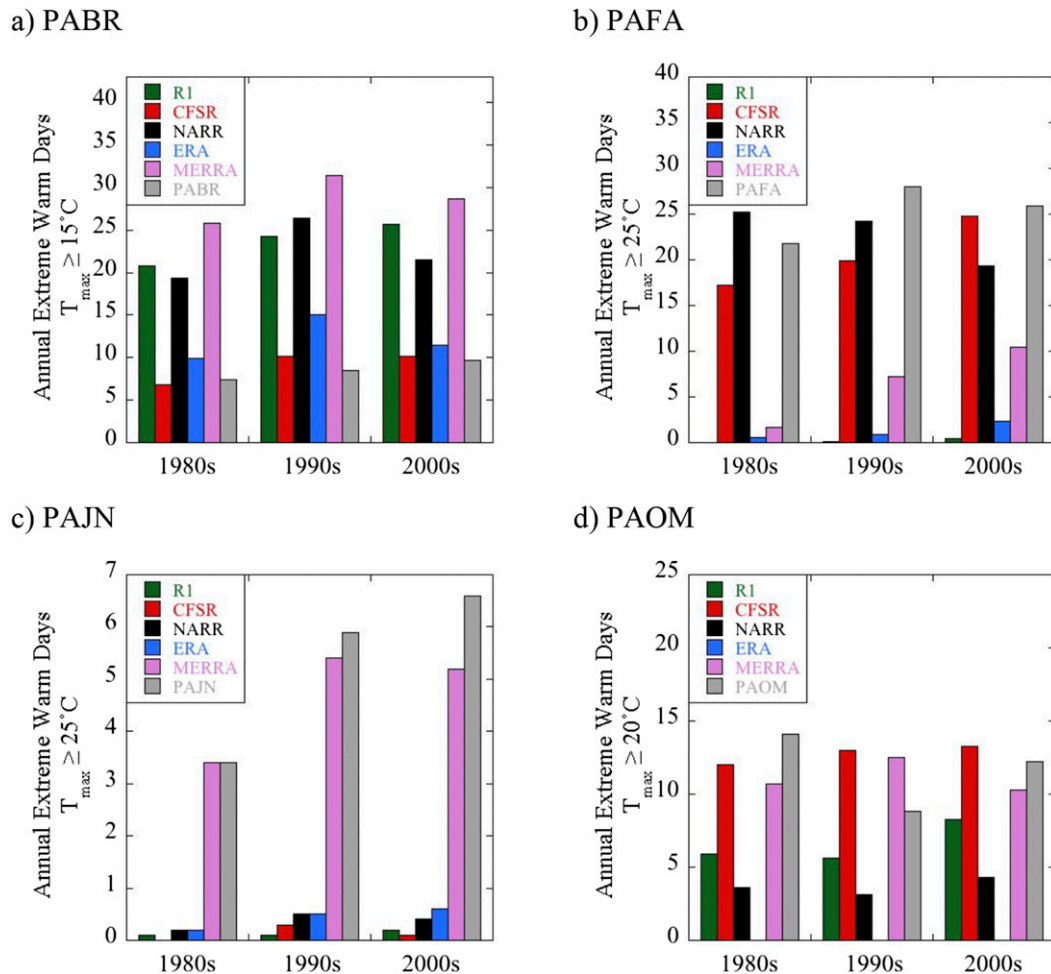 a) PABR
Annual Extreme Warm Days
Tmax ≥ 15˚C
40
35
30
25
20
15
10
5
0
R1
CFSR
NARR
ERA
MERRA
PABR
1980s 1990s 2000s
b) PAFA
Annual Extreme Warm Days
Tmax ≥ 25˚C
40
35
30
25
20
15
10
5
0
R1
CFSR
NARR
ERA
MERRA
PAFA
1980s 1990s 2000s
c) PAJN
Annual Extreme Warm Days
Tmax ≥ 25˚C
7
6
5
4
3
2
1
0
R1
CFSR
NARR
ERA
MERRA
PAJN
1980s 1990s 2000s
d) PAOM
Annual Extreme Warm Days
Tmax ≥ 20˚C
25
20
15
10
5
0
R1
CFSR
NARR
ERA
MERRA
PAOM
1980s 1990s 2000s